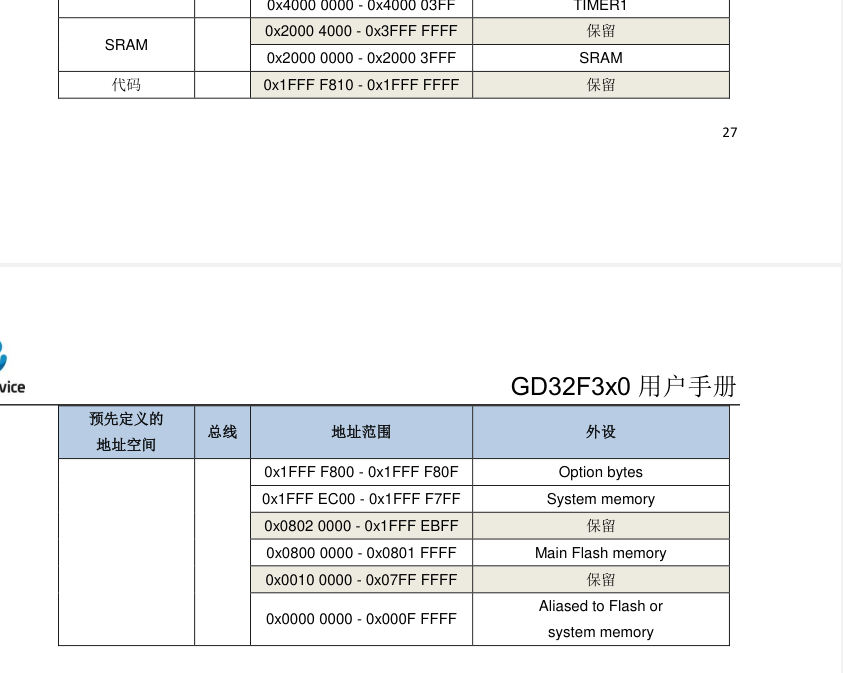 0x4000 0000 - 0x4000 03FF TIMER1
SRAM
0x2000 4000 - 0x3FFF FFFF 保留
0x2000 0000 - 0x2000 3FFF SRAM
代码 0x1FFF F810 - 0x1FFF FFFF 保留
27
vice
GD32F3x0 用户手册
预先定义的
地址空间
总线 地址范围 外设
0x1FFF F800 - 0x1FFF F80F Option bytes
0x1FFF EC00 - 0x1FFF F7FF System memory
0x0802 0000 - 0x1FFF EBFF 保留
0x0800 0000 - 0x0801 FFFF Main Flash memory
0x0010 0000 - 0x07FF FFFF 保留
0x0000 0000 - 0x000F FFFF Aliased to Flash or
system memory